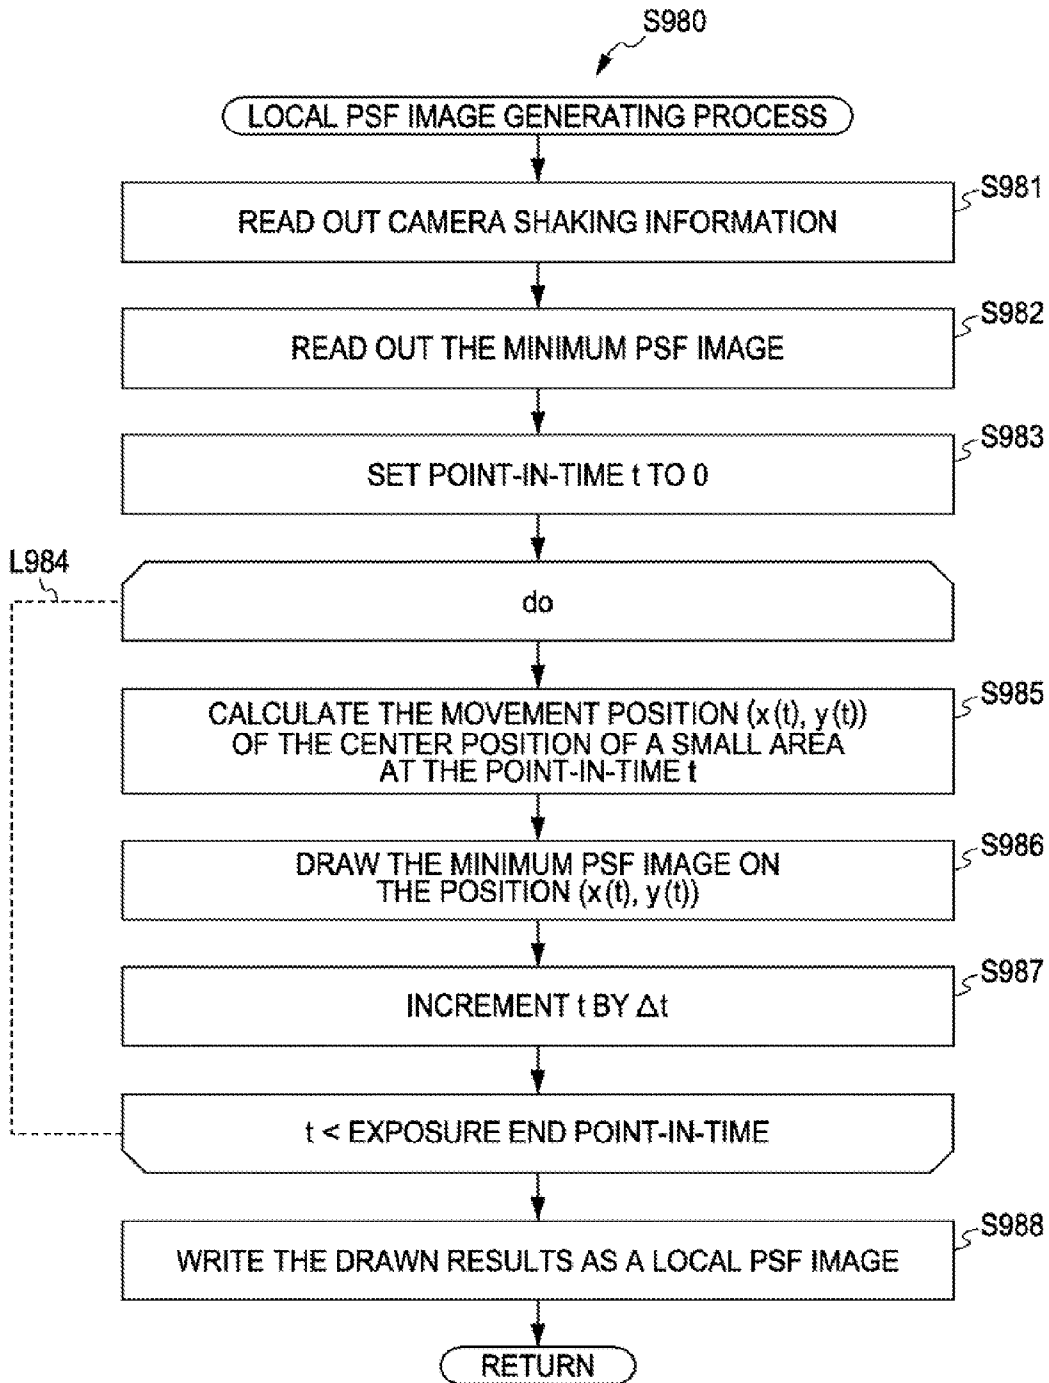 S980
LOCAL PSF IMAGE GENERATING PROCESS
S981
READ OUT CAMERA SHAKING INFORMATION
S982
READ OUT THE MINIMUM PSF IMAGE
S983
SET POINT-IN-TIME t TO 0
L984
do
S985
CALCULATE THE MOVEMENT POSITION (x(t), y(t))
OF THE CENTER POSITION OF A SMALL AREA
AT THE POINT-IN-TIME t
S986
DRAW THE MINIMUM PSF IMAGE ON
THE POSITION (x(t), y(t))
S987
INCREMENT t BY Δt
t < EXPOSURE END POINT-IN-TIME
S988
WRITE THE DRAWN RESULTS AS A LOCAL PSF IMAGE
RETURN